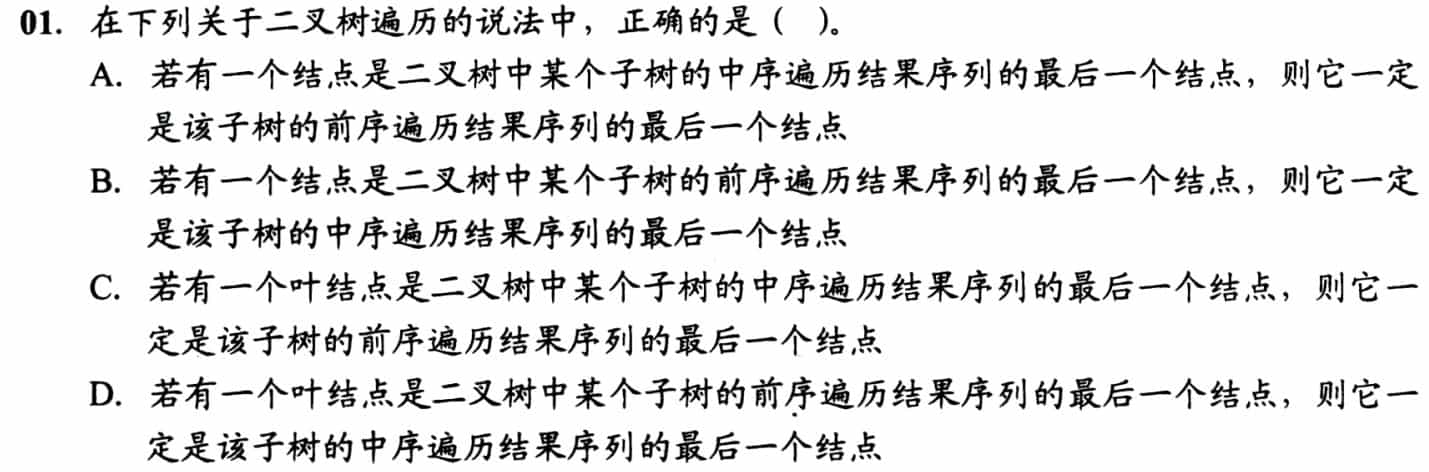 01. 在下列关于二叉树遍历的说法中，正确的是（ ）。
A. 若有一个结点是二叉树中某个子树的中序遍历结果序列的最后一个结点，则它一定
是该子树的前序遍历结果序列的最后一个结点
B. 若有一个结点是二叉树中某个子树的前序遍历结果序列的最后一个结点，则它一定
是该子树的中序遍历结果序列的最后一个结点
C. 若有一个叶结点是二叉树中某个子树的中序遍历结果序列的最后一个结点，则它一
定是该子树的前序遍历结果序列的最后一个结点
D. 若有一个叶结点是二叉树中某个子树的前序遍历结果序列的最后一个结点，则它一
定是该子树的中序遍历结果序列的最后一个结点